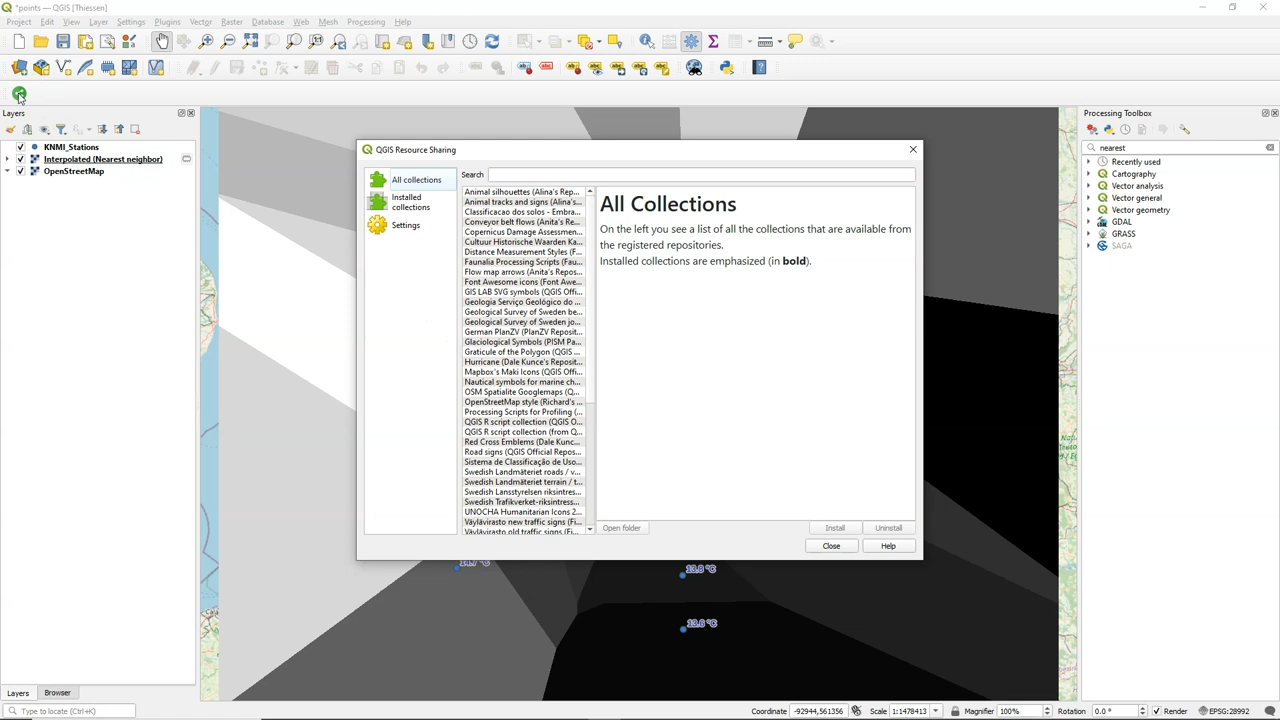 *points — QGIS [Thiessen]
Project Edit View Layer Settings Plugins Vector Raster Database Web Mesh Processing Help
Layers
KNMI_Stations
Interpolated (Nearest neighbor)
OpenStreetMap
QGIS Resource Sharing
All collections
Installed
collections
Settings
Search
Animal silhouettes (Alina's Rep...
Animal tracks and signs (Alina's...
Classificacao dos solos - Embra...
Conveyor belt flows (Anita's Re...
Copernicus Damage Assessmen...
Cultuur Historische Waarden Ka...
Distance Measurement Styles (F...
Faunalia Processing Scripts (Fau...
Flow map arrows (Anita's Repos...
Font Awesome icons (Font Awe...
GIS LAB SVG symbols (QGIS Offi...
Geologia Serviço Geológico do ...
Geological Survey of Sweden be...
Geological Survey of Sweden jo...
German PlanZV (PlanZV Reposit...
Glaciological Symbols (PISM Pa...
Graticule of the Polygon (QGIS ...
Hurricane (Dale Kunce's Reposit...
Mapbox's Maki Icons (QGIS Offi...
Nautical symbols for marine ch...
OSM Spatialite Googlemaps (Q...
OpenStreetMap style (Richard's ...
Processing Scripts for Profiling (...
QGIS R script collection (QGIS O...
QGIS R script collection (from Q...
Red Cross Emblems (Dale Kunc...
Road signs (QGIS Official Repos...
Sistema de Classificação de Uso...
Swedish Landmäteriet roads / v...
Swedish Landmäteriet terrain / t...
Swedish Lansstyrelsen riksintres...
Swedish Trafikverket-riksintress...
UNOCHA Humanitarian Icons 2...
Väylävirasto new traffic signs (Fi...
Väylävirasto old traffic signs (Fi...
All Collections
On the left you see a list of all the collections that are available from
the registered repositories.
Installed collections are emphasized (in bold).
Open folder
Install Uninstall
Close Help
14.7 °C
13.8 °C
13.6 °C
Processing Toolbox
nearest
Recently used
Cartography
Vector analysis
Vector general
Vector geometry
GDAL
GRASS
SAGA
Layers Browser
Type to locate (Ctrl+K)
Coordinate -92944,561356 Scale 1:1478413 Magnifier 100% Rotation 0.0 ° Render EPSG:28992